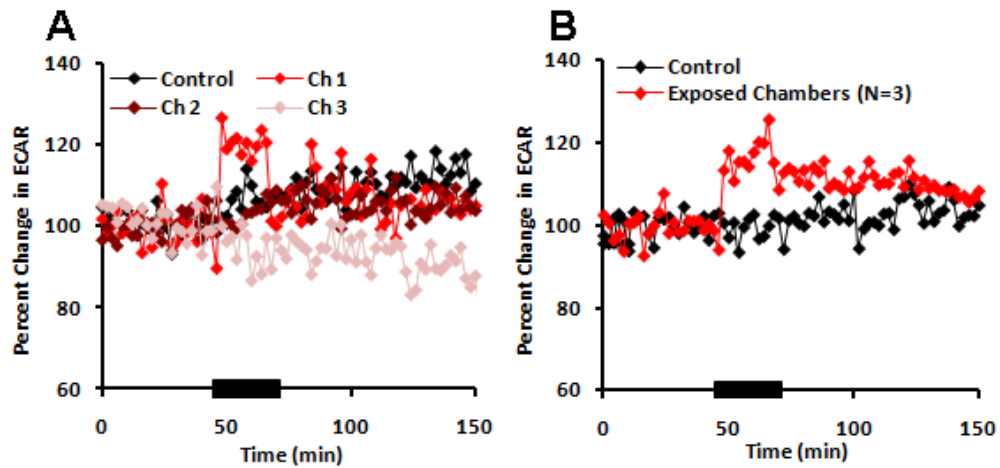 A
Percent Change in ECAR
140
120
100
80
60
Control
Ch 1
Ch 2
Ch 3
0
50
100
150
Time (min)
B
Percent Change in ECAR
140
120
100
80
60
Control
Exposed Chambers (N=3)
0
50
100
150
Time (min)